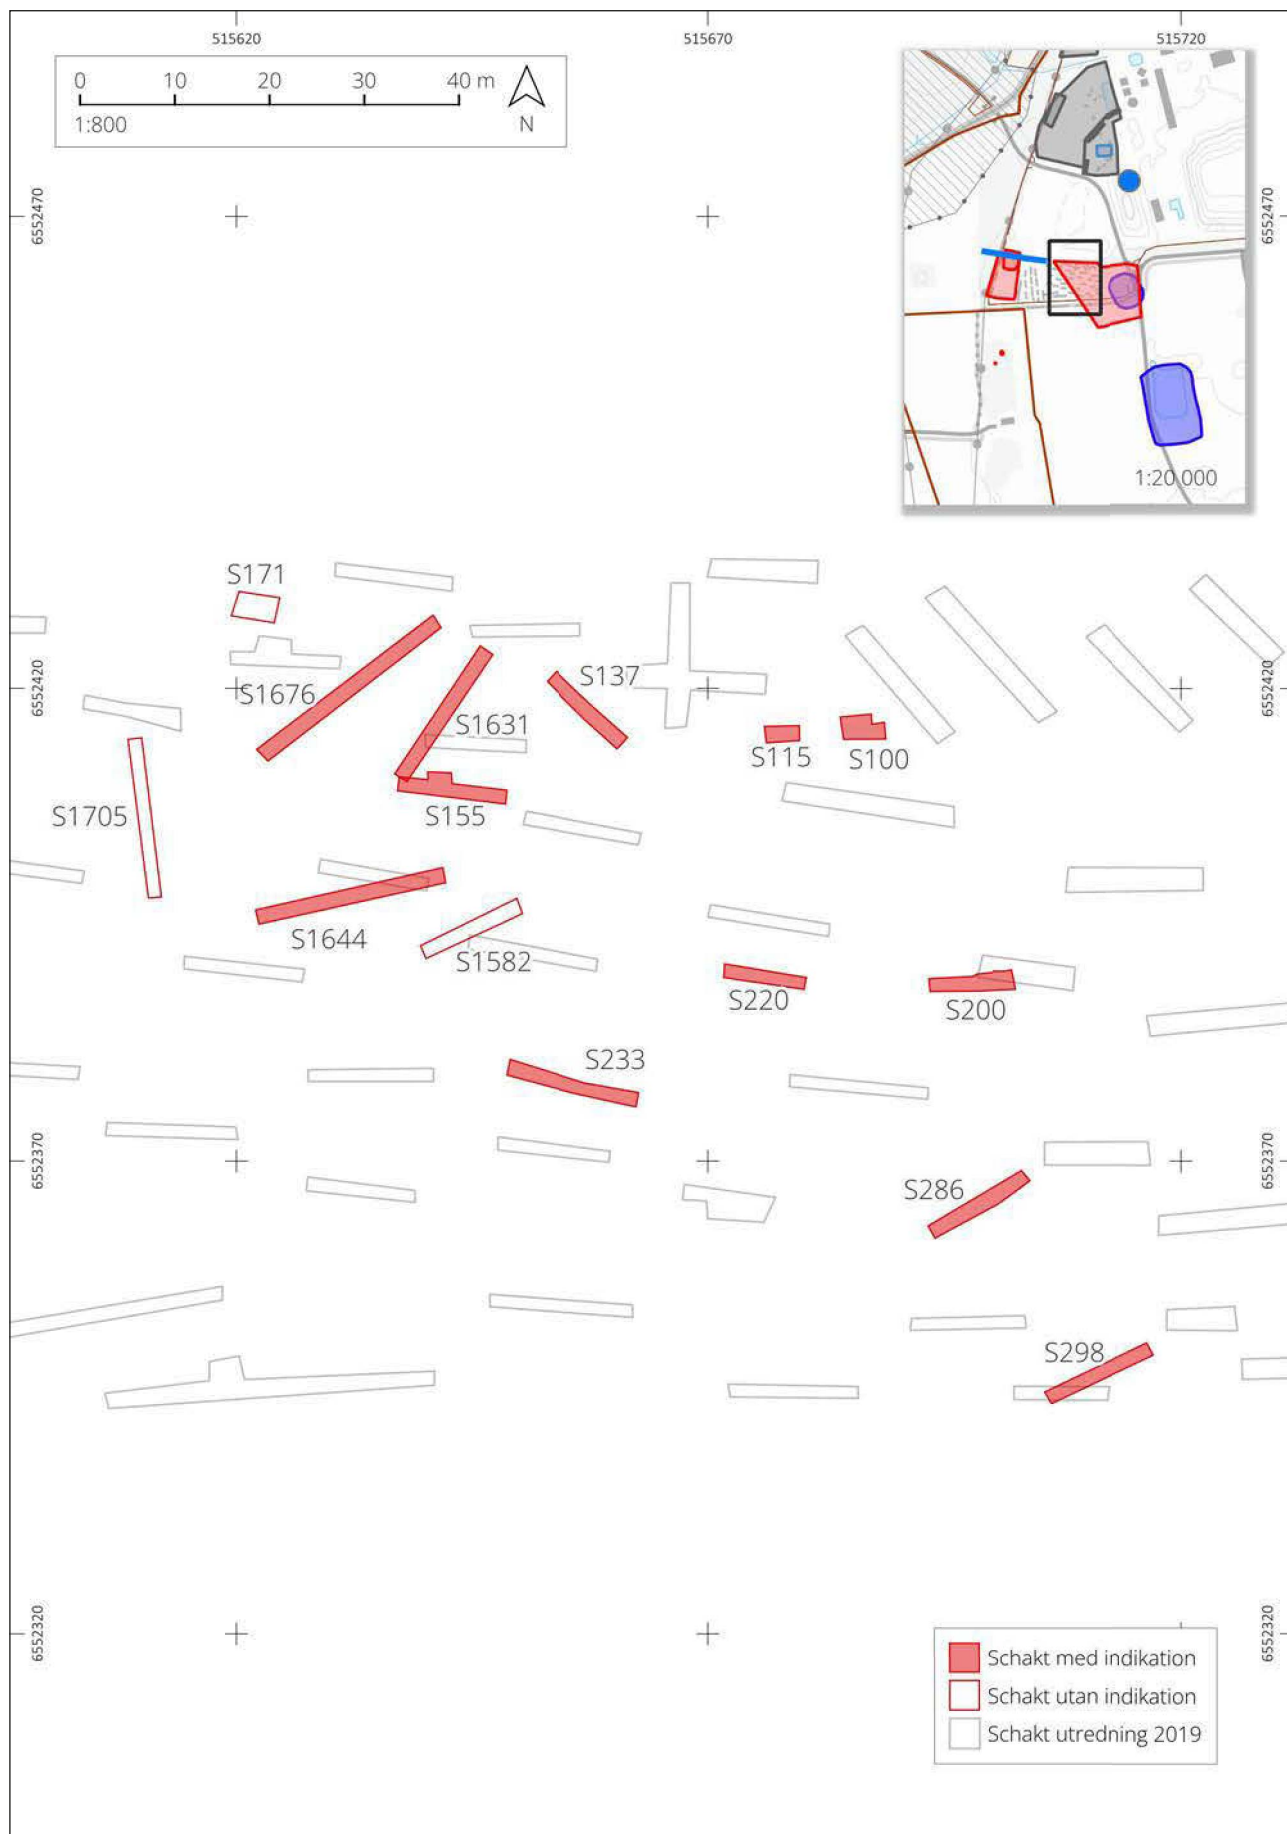 515620 515670 515720
0 10 20 30 40 m
1:800 N
6552470 6552470
1:20 000
S171
S137
6552420 6552420
S1676
S1631
S115 S100
S1705 S155
S1644
S1582
S220 S200
S233
6552370 6552370
S286
S298
6552320 6552320
Schakt med indikation
Schakt utan indikation
Schakt utredning 2019